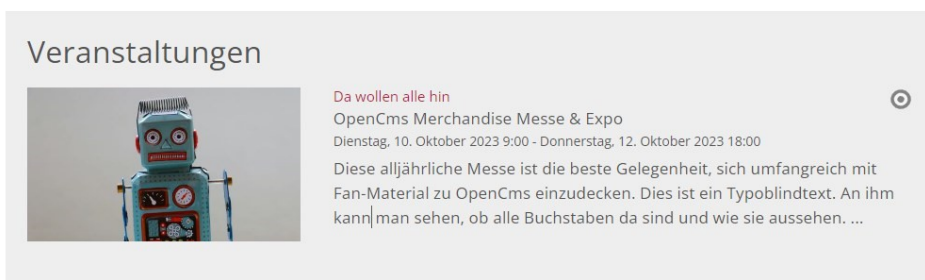 Veranstaltungen
Da wollen alle hin
OpenCms Merchandise Messe & Expo
Dienstag, 10. Oktober 2023 9:00 - Donnerstag, 12. Oktober 2023 18:00
Diese alljährliche Messe ist die beste Gelegenheit, sich umfangreich mit
Fan-Material zu OpenCms einzudecken. Dies ist ein Typoblindtext. An ihm
kann man sehen, ob alle Buchstaben da sind und wie sie aussehen. ...